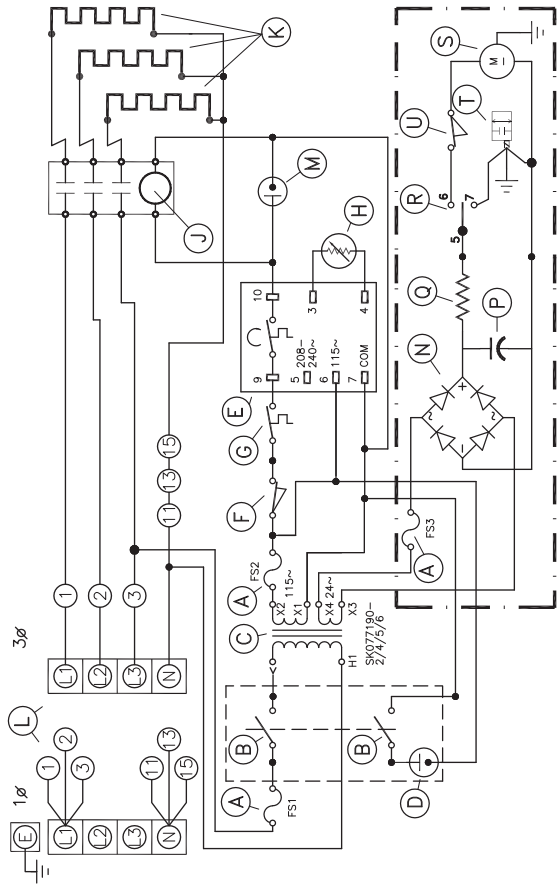 1ø
L
3ø
E
L1
L2
L3
N
1
2
3
11
13
15
L1
L2
L3
N
1
2
3
11
13
15
J
K
A
FS1
B
B
D
C
H1
X2
X1
X4
X3
115~
24~
SK077190-
2/4/5/6
A
FS2
F
G
E
9
10
5
208-
240~
6
115~
7
COM
3
4
H
M
A
FS3
N
~
+
-
~
P
Q
5
6
7
R
U
T
S
M